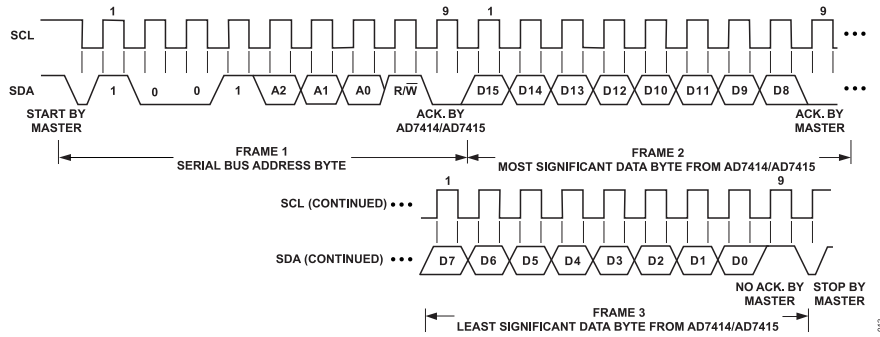 1 9 1 9
SCL
SDA 1 0 0 1 A2 A1 A0 R/W D15 D14 D13 D12 D10 D11 D9 D8
START BY MASTER
ACK. BY AD7414/AD7415
ACK. BY MASTER
FRAME 1
SERIAL BUS ADDRESS BYTE
FRAME 2
MOST SIGNIFICANT DATA BYTE FROM AD7414/AD7415
1 9
SCL (CONTINUED)
SDA (CONTINUED) D7 D6 D5 D4 D3 D2 D1 D0
NO ACK. BY MASTER
STOP BY MASTER
FRAME 3
LEAST SIGNIFICANT DATA BYTE FROM AD7414/AD7415